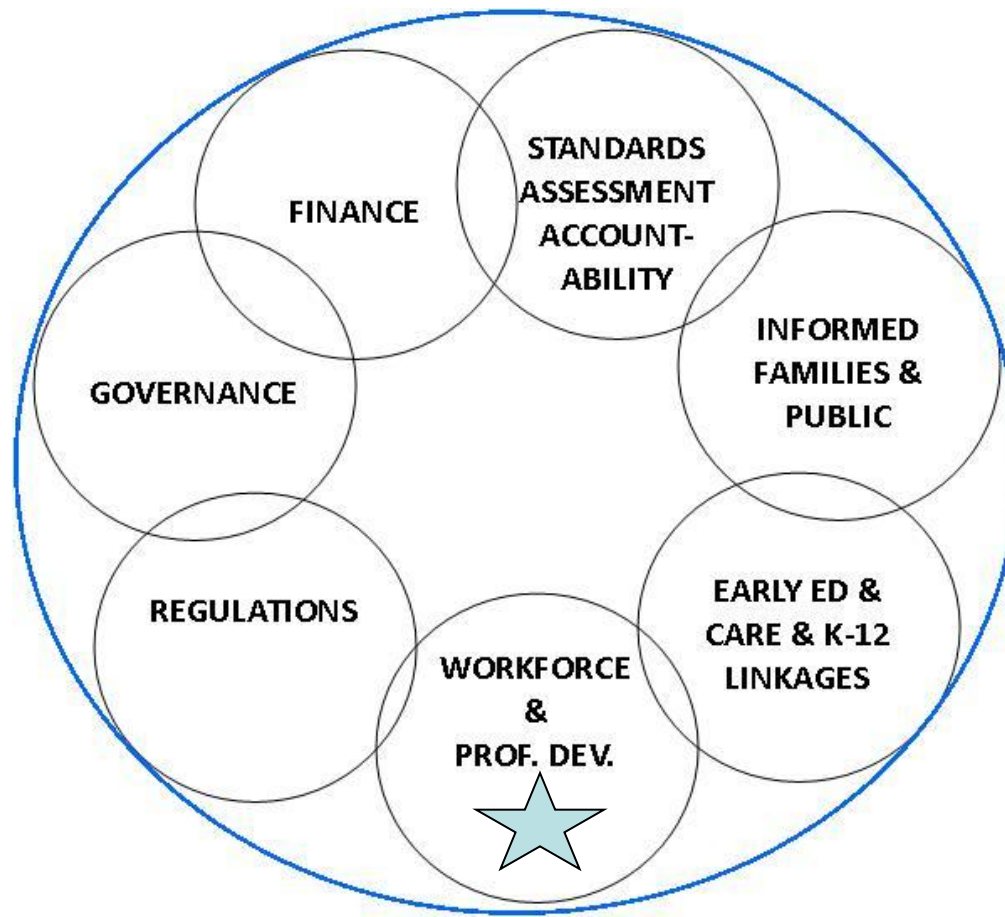 FINANCE
STANDARDS
ASSESSMENT
ACCOUNT-
ABILITY
INFORMED
FAMILIES &
PUBLIC
EARLY ED &
CARE & K-12
LINKAGES
WORKFORCE
&
PROF. DEV.
REGULATIONS
GOVERNANCE